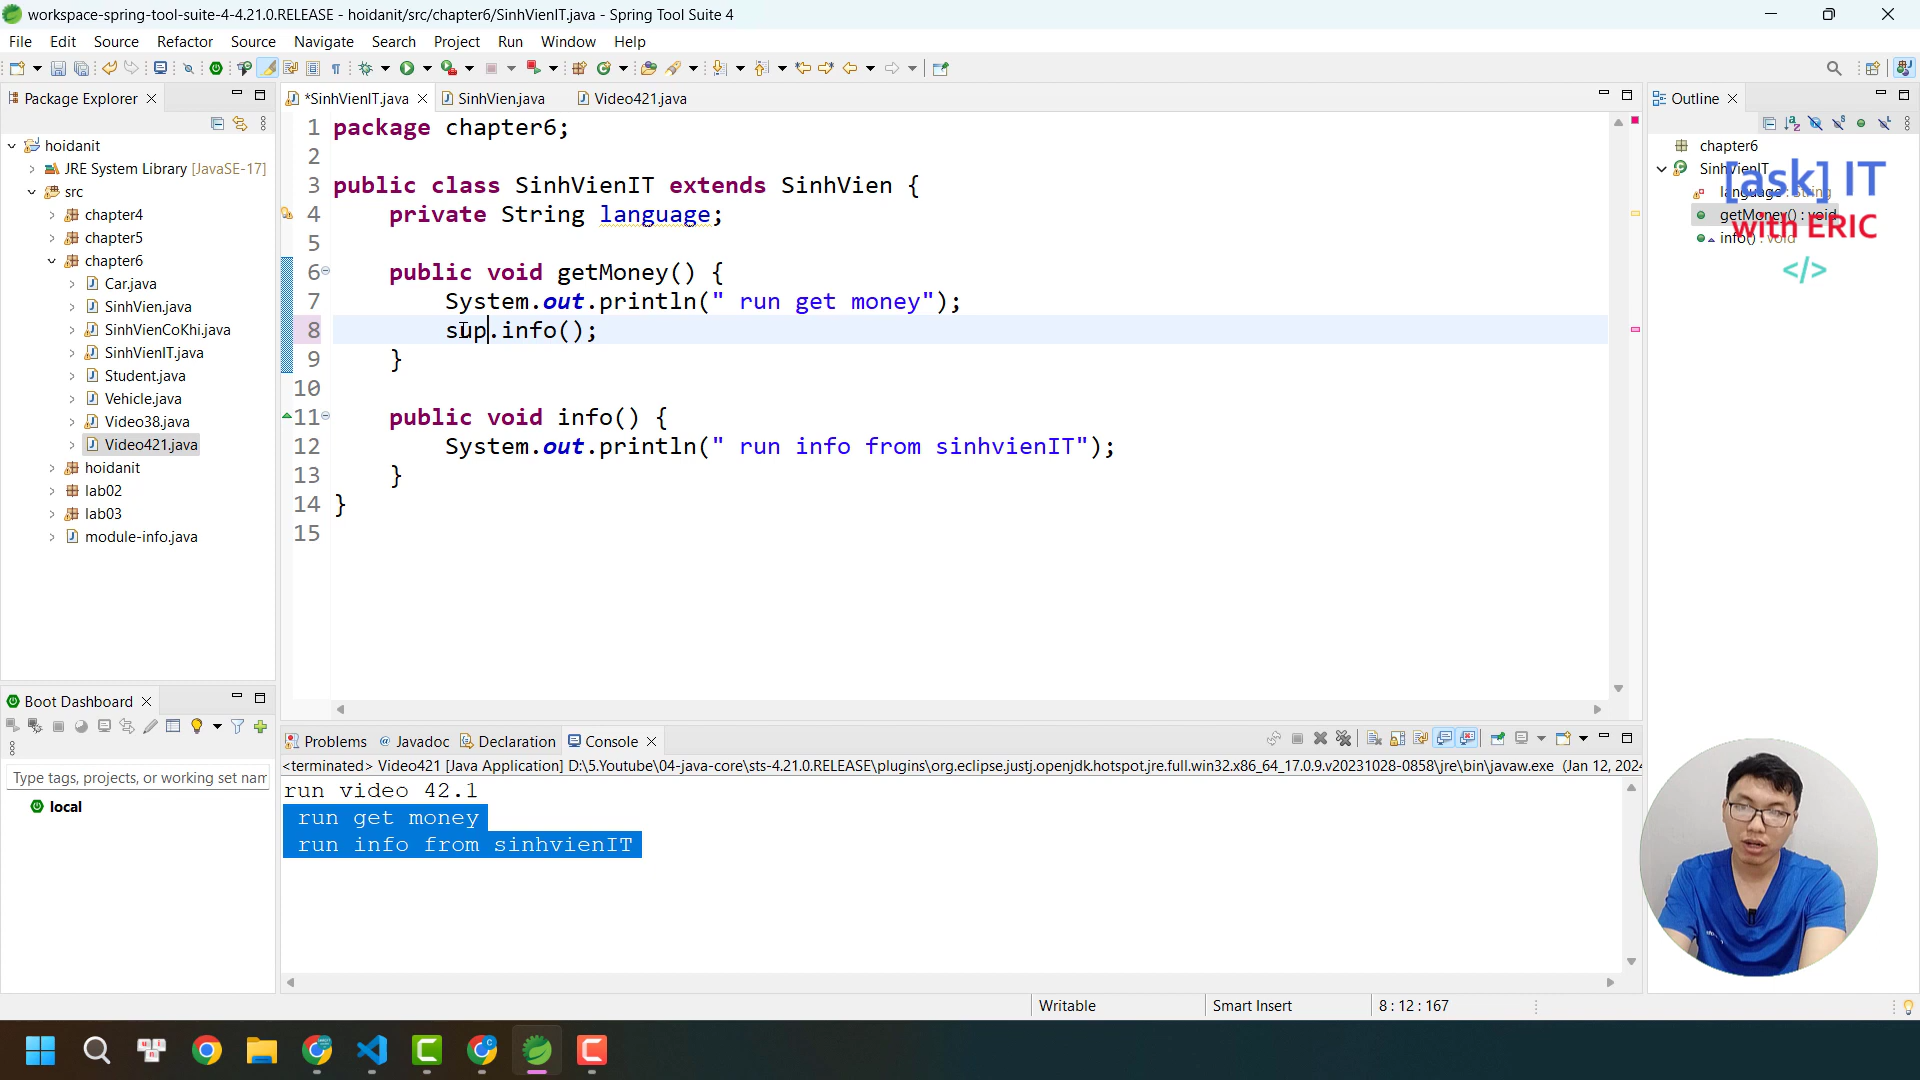 workspace-spring-tool-suite-4-4.21.0.RELEASE - hoidanit/src/chapter6/SinhVienIT.java - Spring Tool Suite 4
File Edit Source Refactor Source Navigate Search Run Project Window Help
Package Explorer
hoidanit
JRE System Library [JavaSE-17]
src
chapter4
chapter5
chapter6
Car.java
SinhVien.java
SinhVienCoKhi.java
SinhVienIT.java
Student.java
Vehicle.java
Video38.java
Video421.java
hoidanit
lab02
lab03
module-info.java
Boot Dashboard
Type tags, projects, or working set nam
local
*SinhVienIT.java SinhVien.java Video421.java
1 package chapter6;
2
3 public class SinhVienIT extends SinhVien {
4 private String language;
5
6 public void getMoney() {
7 System.out.println(" run get money");
8 sup.info();
9 }
10
11 public void info() {
12 System.out.println(" run info from sinhvienIT");
13 }
14 }
15
Problems Javadoc Declaration Console
<terminated> Video421 [Java Application] D:\5.Youtube\04-java-core\sts-4.21.0.RELEASE\plugins\org.eclipse.justj.openjdk.hotspot.jre.full.win32.x86_64_17.0.9.v20231028-0858\jre\bin\javaw.exe (Jan 12, 2024
run video 42.1
run get money
run info from sinhvienIT
Outline
chapter6
SinhVienIT
language : String
getMoney() : void
info() : void
[ask] IT
with ERIC
</>
Writable Smart Insert 8 : 12 : 167